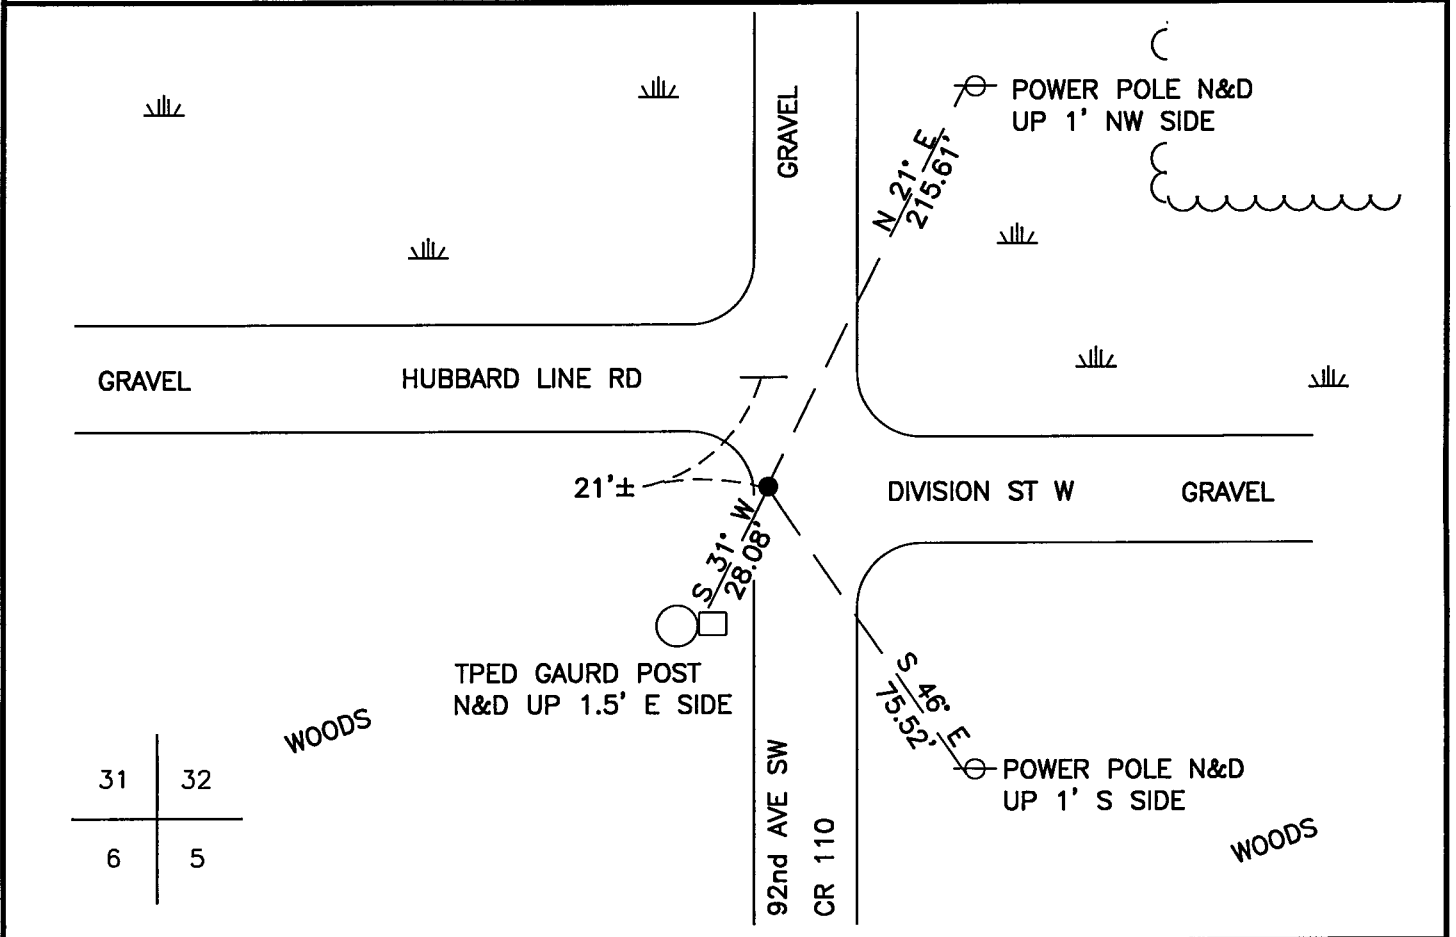 GRAVEL
POWER POLE N&D
UP 1' NW SIDE
N 21° E
215.61'
GRAVEL
HUBBARD LINE RD
21'±
DIVISION ST W
GRAVEL
S 31° W
28.08'
TPED GAURD POST
N&D UP 1.5' E SIDE
S 46° E
75.52'
WOODS
POWER POLE N&D
UP 1' S SIDE
31 32
6 5
92nd AVE SW
CR 110
WOODS